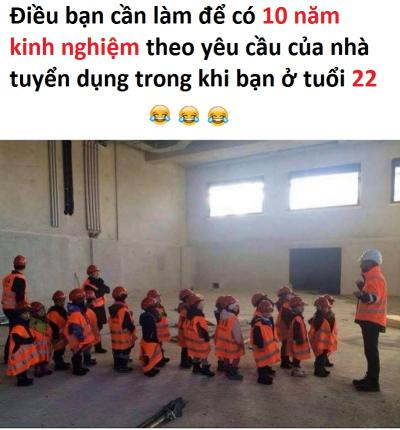 Điều bạn cần làm để có 10 năm
kinh nghiệm theo yêu cầu của nhà
tuyển dụng trong khi bạn ở tuổi 22